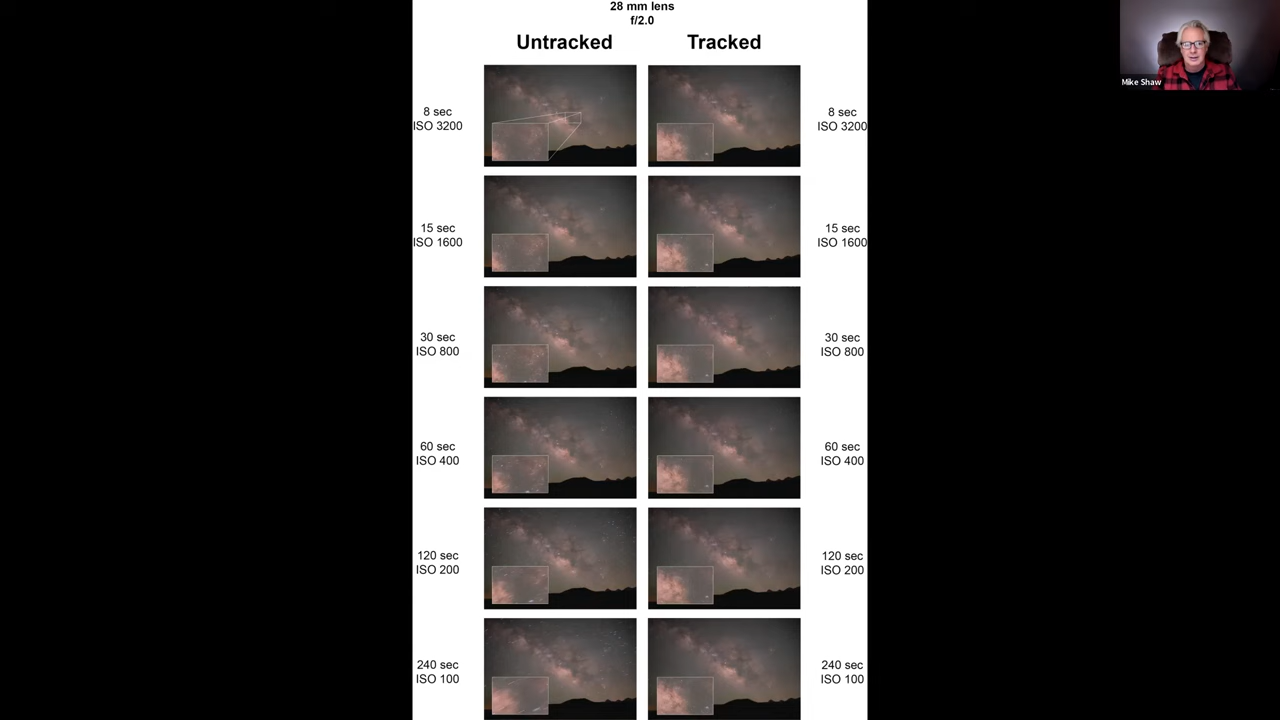 28 mm lens
f/2.0
Untracked
Tracked
8 sec
ISO 3200
8 sec
ISO 3200
15 sec
ISO 1600
15 sec
ISO 1600
30 sec
ISO 800
30 sec
ISO 800
60 sec
ISO 400
60 sec
ISO 400
120 sec
ISO 200
120 sec
ISO 200
240 sec
ISO 100
240 sec
ISO 100
Mike Shaw